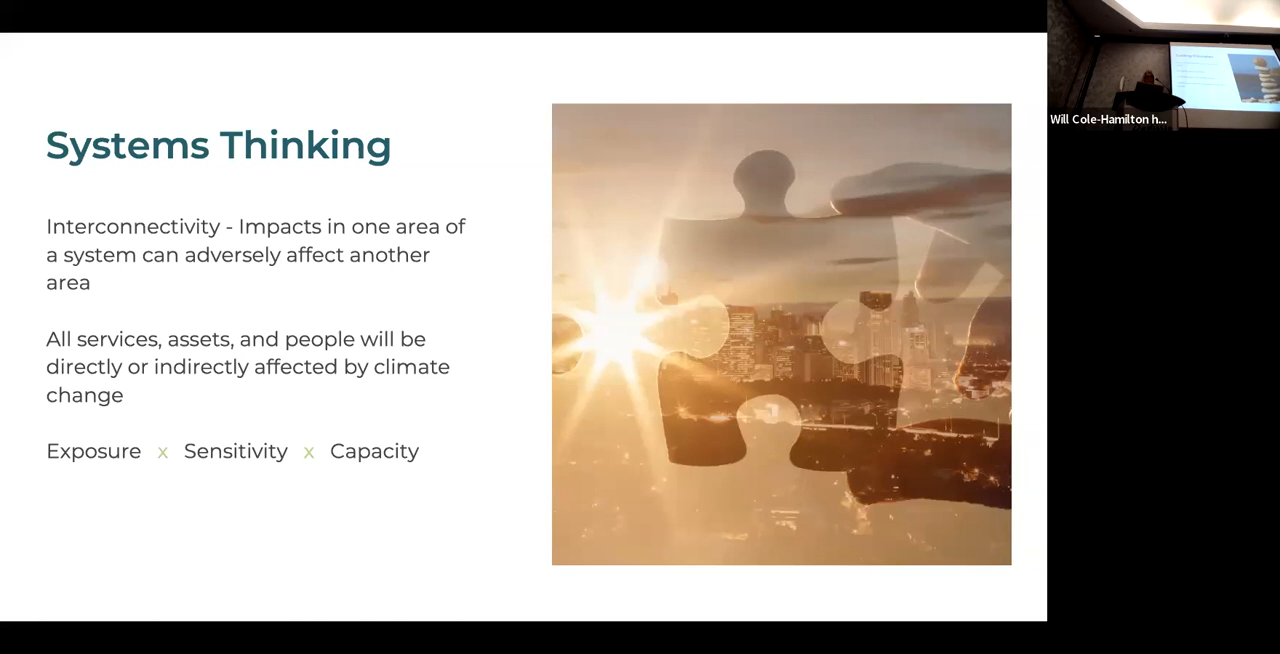 Systems Thinking
Interconnectivity - Impacts in one area of
a system can adversely affect another
area
All services, assets, and people will be
directly or indirectly affected by climate
change
Exposure x Sensitivity x Capacity
Will Cole-Hamilton h...